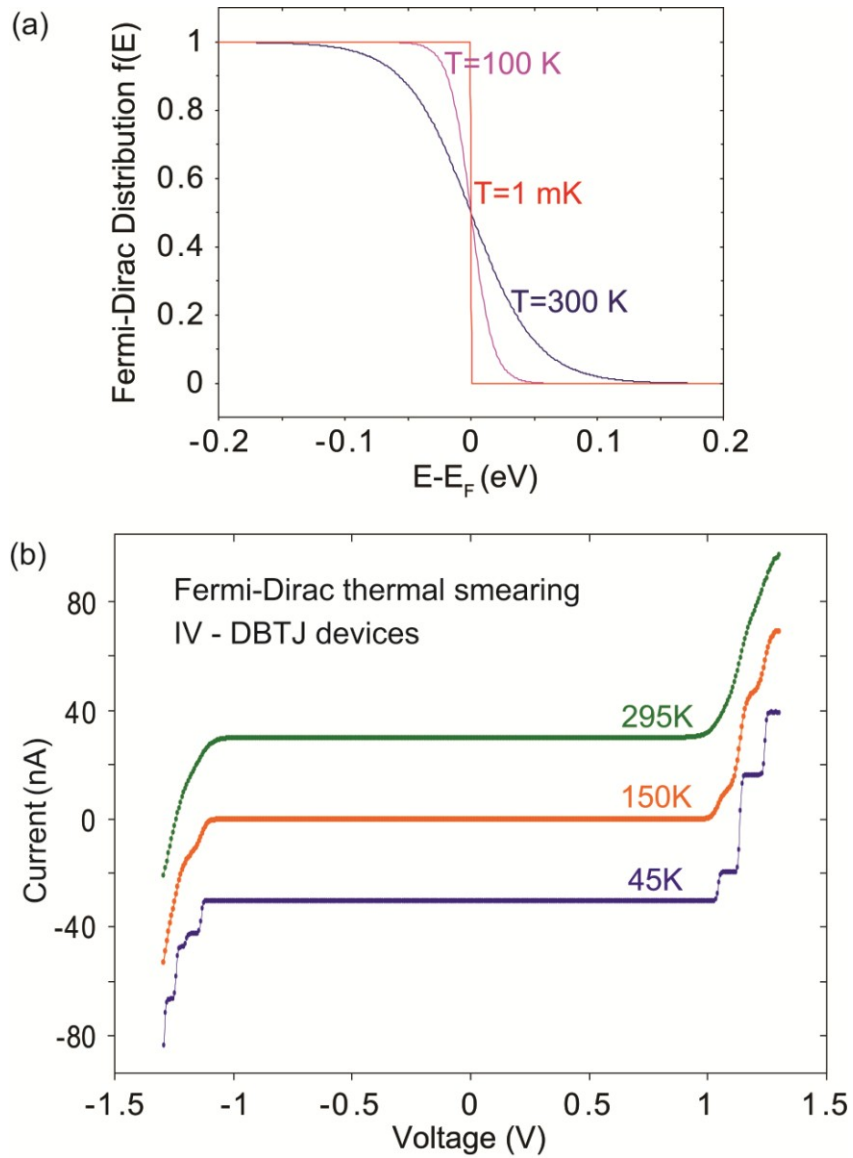 (a)
Fermi-Dirac Distribution f(E)
1
0.8
0.6
0.4
0.2
0
T=100 K
T=1 mK
T=300 K
-0.2
-0.1
0
0.1
0.2
E-E_F (eV)
(b)
Fermi-Dirac thermal smearing
IV - DBTJ devices
Current (nA)
80
40
0
-40
-80
295K
150K
45K
-1.5
-1
-0.5
0
0.5
1
1.5
Voltage (V)